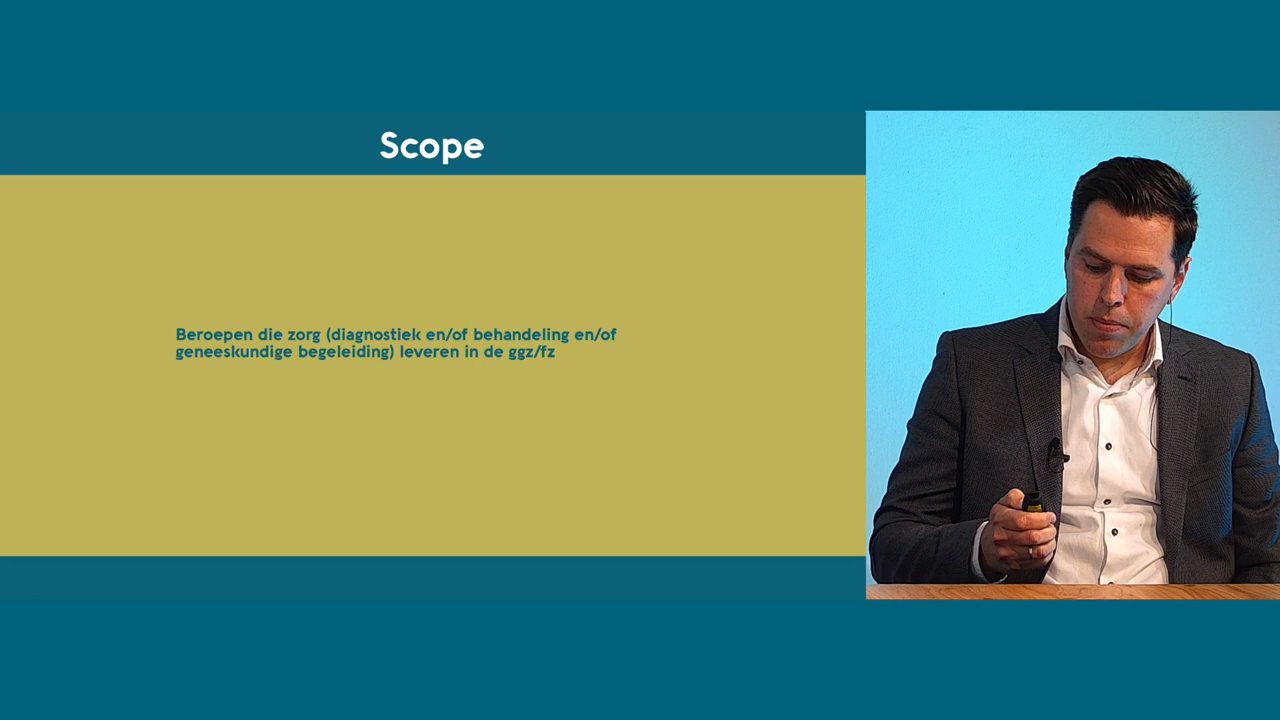 Scope
Beroepen die zorg (diagnostiek en/of behandeling en/of
geneeskundige begeleiding) leveren in de ggz/fz